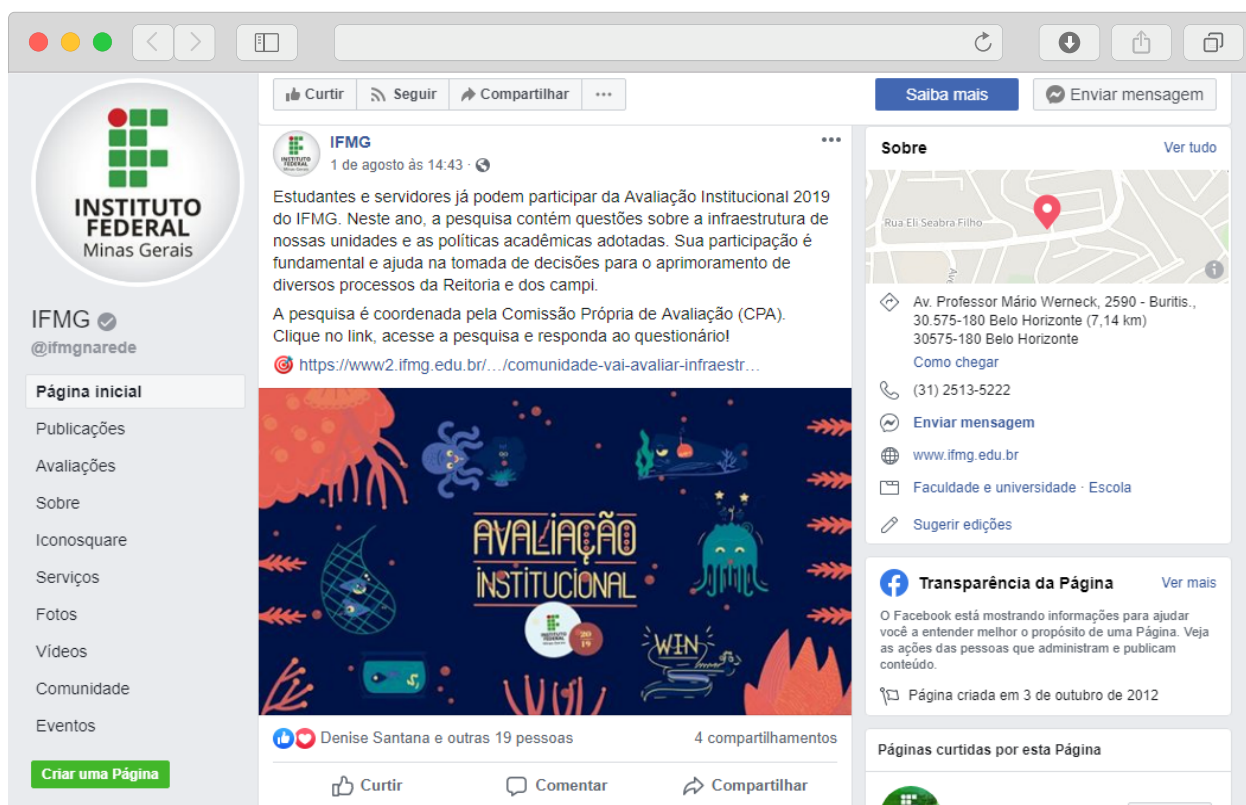 INSTITUTO
FEDERAL
Minas Gerais
IFMG
@ifmgnarede
Página inicial
Publicações
Avaliações
Sobre
Iconosquare
Serviços
Fotos
Vídeos
Comunidade
Eventos
Criar uma Página
Curtir
Seguir
Compartilhar
Saiba mais
Enviar mensagem
IFMG
1 de agosto às 14:43 ·
Estudantes e servidores já podem participar da Avaliação Institucional 2019
do IFMG. Neste ano, a pesquisa contém questões sobre a infraestrutura de
nossas unidades e as políticas acadêmicas adotadas. Sua participação é
fundamental e ajuda na tomada de decisões para o aprimoramento de
diversos processos da Reitoria e dos campi.
A pesquisa é coordenada pela Comissão Própria de Avaliação (CPA).
Clique no link, acesse a pesquisa e responda ao questionário!
https://www2.ifmg.edu.br/…/comunidade-vai-avaliar-infraestr…
AVALIAÇÃO
INSTITUCIONAL
INSTITUTO
FEDERAL
20
19
WIN
Denise Santana e outras 19 pessoas
4 compartilhamentos
Curtir
Comentar
Compartilhar
Sobre
Ver tudo
Rua Eli Seabra Filho
Av. Professor Mário Werneck, 2590 - Buritis.,
30.575-180 Belo Horizonte (7,14 km)
30575-180 Belo Horizonte
Como chegar
(31) 2513-5222
Enviar mensagem
www.ifmg.edu.br
Faculdade e universidade · Escola
Sugerir edições
Transparência da Página
Ver mais
O Facebook está mostrando informações para ajudar
você a entender melhor o propósito de uma Página. Veja
as ações das pessoas que administram e publicam
conteúdo.
Página criada em 3 de outubro de 2012
Páginas curtidas por esta Página